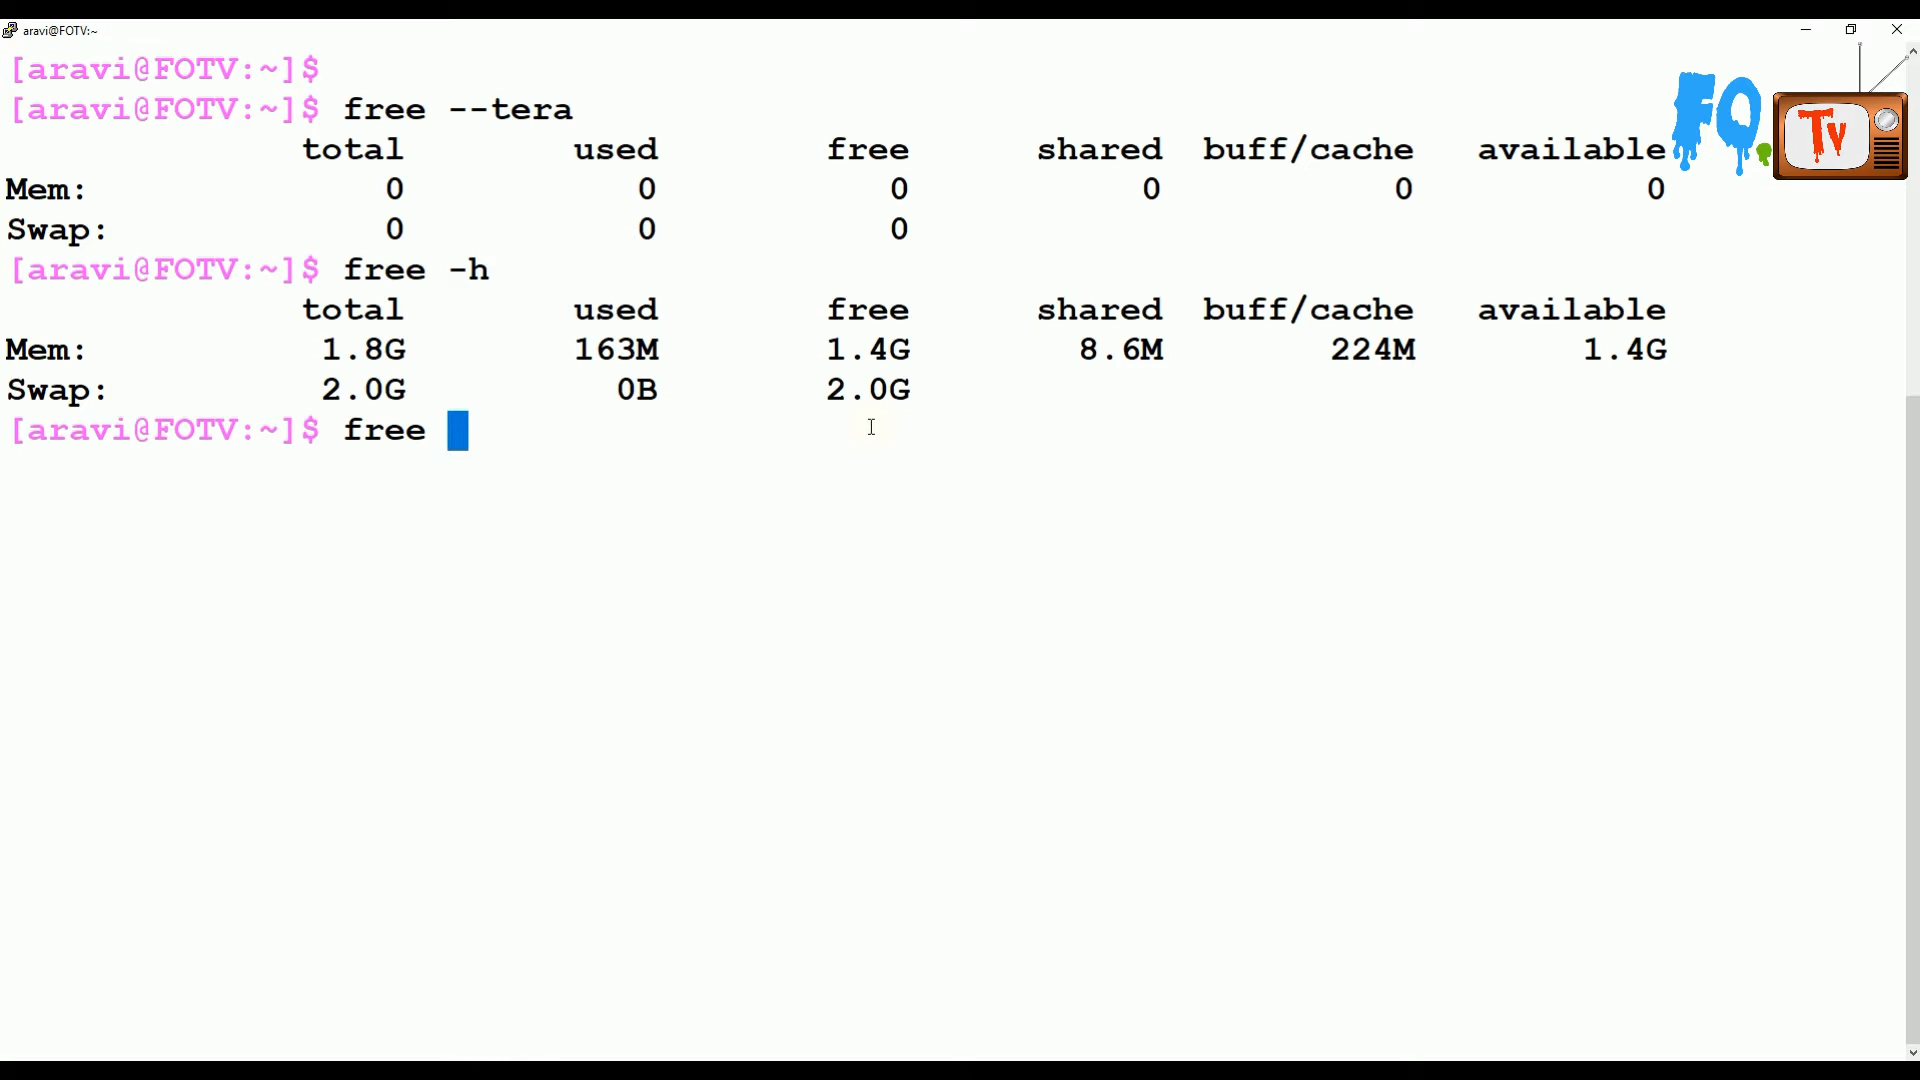 aravi@FOTV:~
[aravi@FOTV:~]$
[aravi@FOTV:~]$ free --tera
total used free shared buff/cache available
Mem: 0 0 0 0 0 0
Swap: 0 0 0
[aravi@FOTV:~]$ free -h
total used free shared buff/cache available
Mem: 1.8G 163M 1.4G 8.6M 224M 1.4G
Swap: 2.0G 0B 2.0G
[aravi@FOTV:~]$ free
FO.
Tv